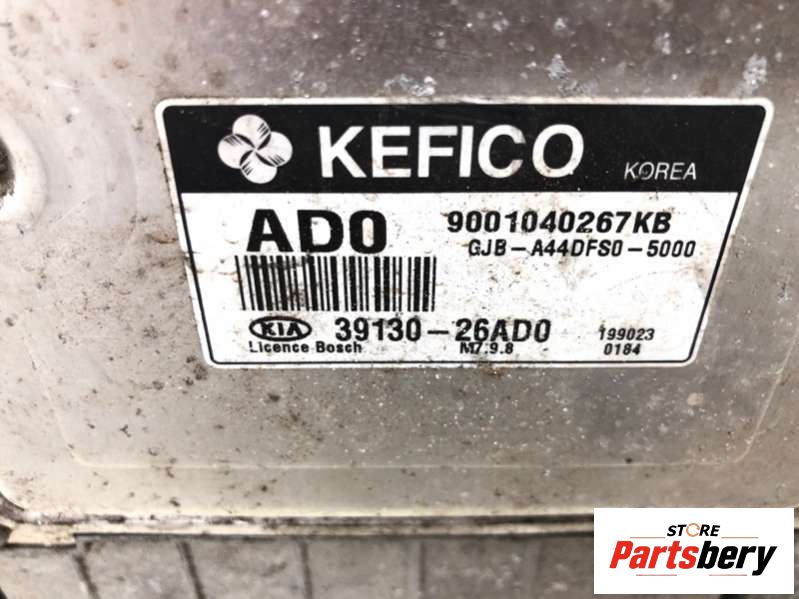 KEFICO KOREA
AD0 9001040267KB
GJB-A44DFS0-5000
KIA 39130-26AD0 199023
Licence Bosch M7.9.8 0184
STORE
Partsbery